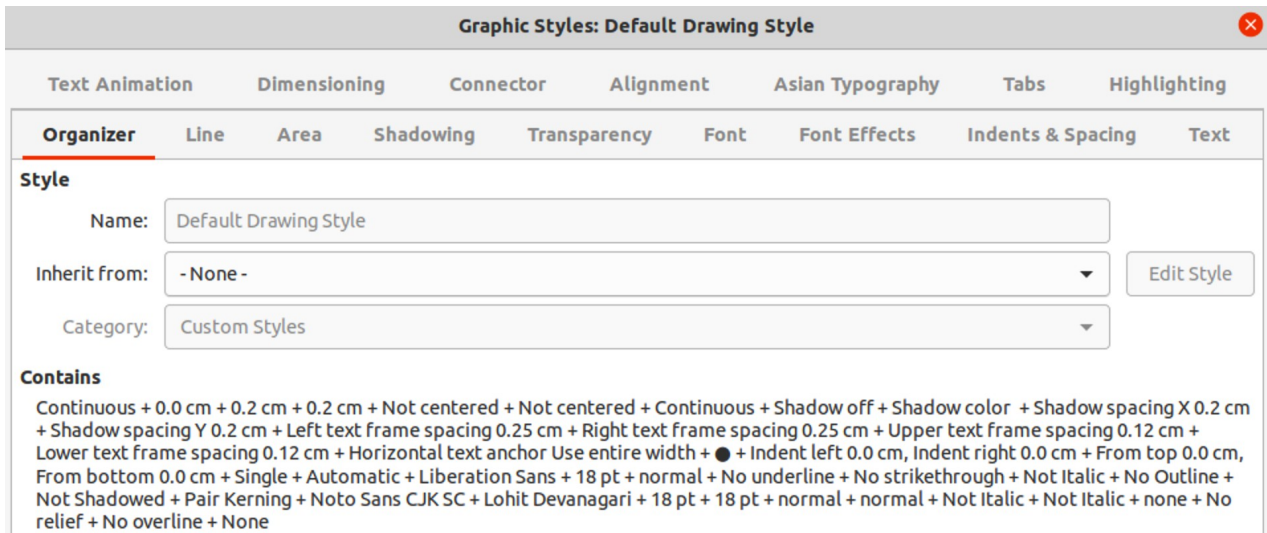 Graphic Styles: Default Drawing Style
Text Animation Dimensioning Connector Alignment Asian Typography Tabs Highlighting
Organizer Line Area Shadowing Transparency Font Font Effects Indents & Spacing Text
Style
Name: Default Drawing Style
Inherit from: - None - Edit Style
Category: Custom Styles
Contains
Continuous + 0.0 cm + 0.2 cm + 0.2 cm + Not centered + Not centered + Continuous + Shadow off + Shadow color + Shadow spacing X 0.2 cm
+ Shadow spacing Y 0.2 cm + Left text frame spacing 0.25 cm + Right text frame spacing 0.25 cm + Upper text frame spacing 0.12 cm +
Lower text frame spacing 0.12 cm + Horizontal text anchor Use entire width + ● + Indent left 0.0 cm, Indent right 0.0 cm + From top 0.0 cm,
From bottom 0.0 cm + Single + Automatic + Liberation Sans + 18 pt + normal + No underline + No strikethrough + Not Italic + No Outline +
Not Shadowed + Pair Kerning + Noto Sans CJK SC + Lohit Devanagari + 18 pt + 18 pt + normal + normal + Not Italic + Not Italic + none + No
relief + No overline + None